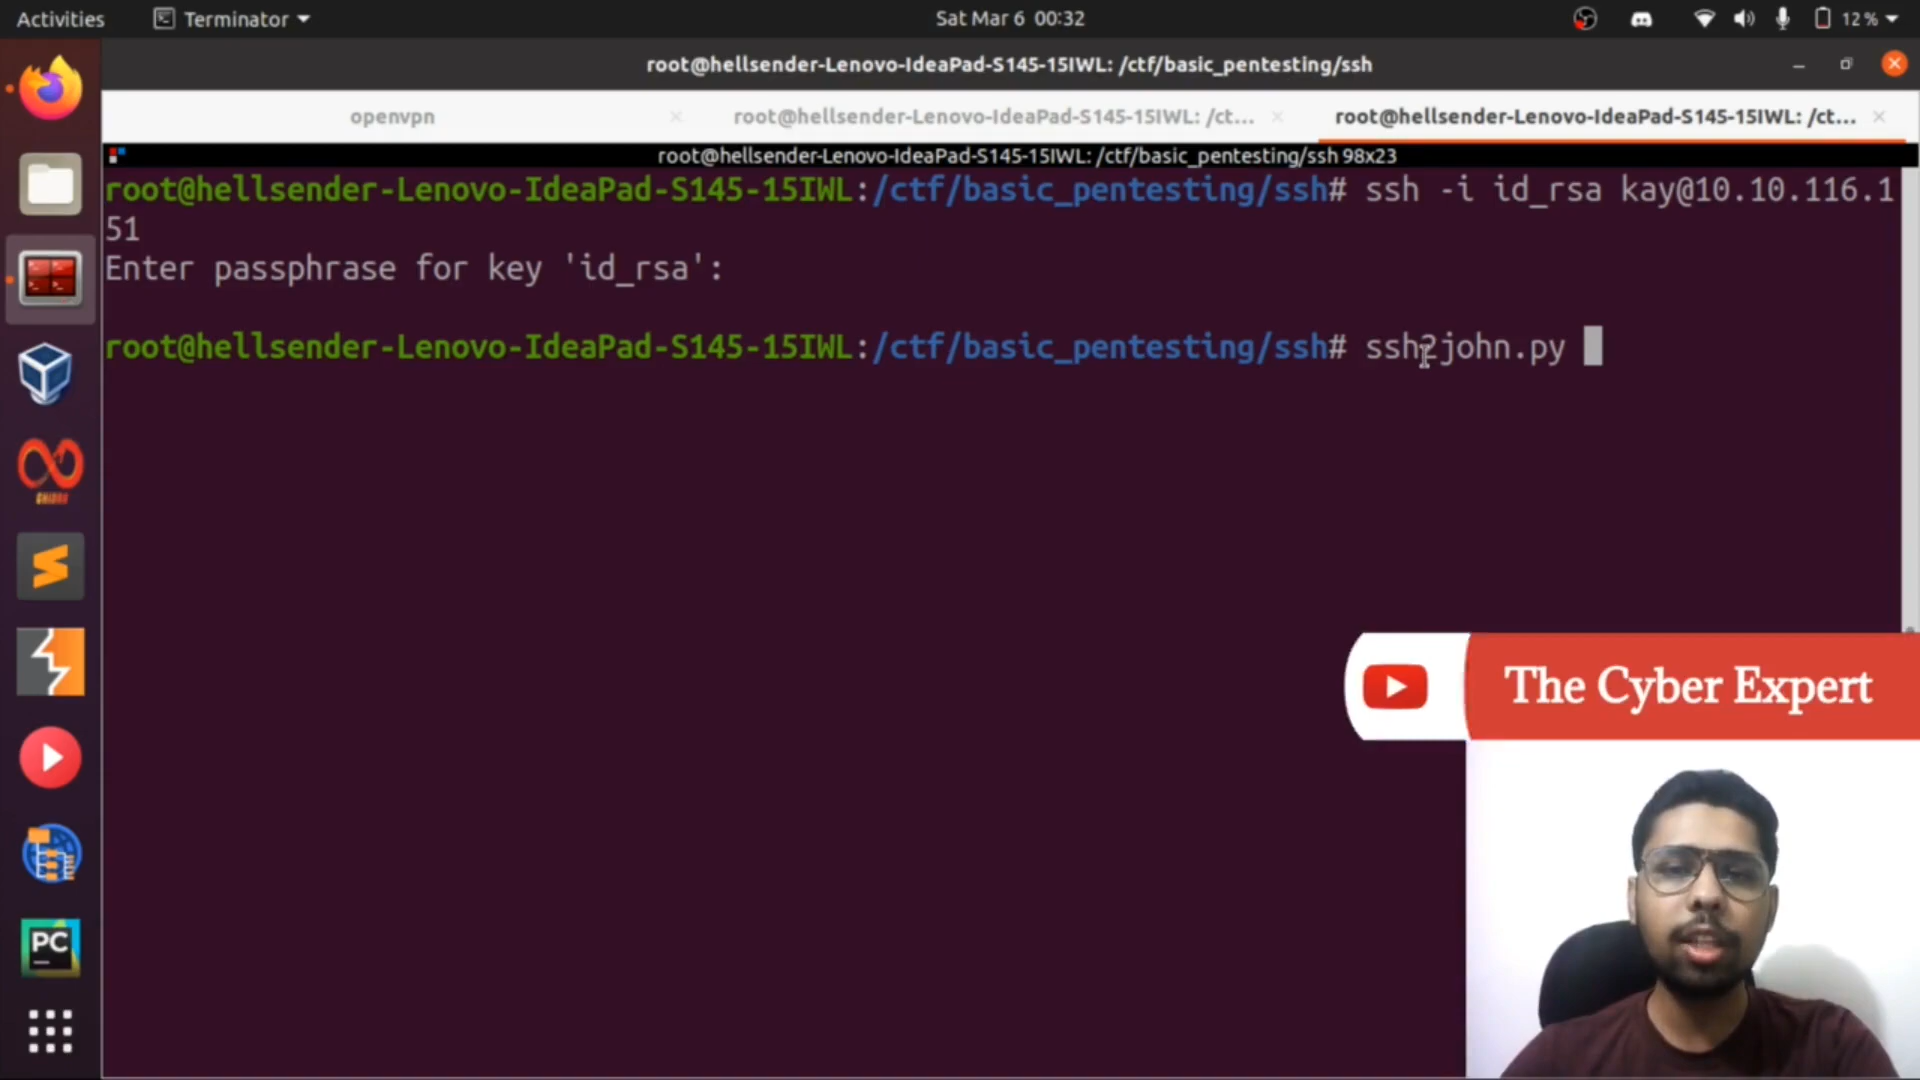 Activities
Terminator
Sat Mar 6 00:32
12 %
root@hellsender-Lenovo-IdeaPad-S145-15IWL: /ctf/basic_pentesting/ssh
openvpn
root@hellsender-Lenovo-IdeaPad-S145-15IWL: /ct...
root@hellsender-Lenovo-IdeaPad-S145-15IWL: /ct...
root@hellsender-Lenovo-IdeaPad-S145-15IWL: /ctf/basic_pentesting/ssh 98x23
root@hellsender-Lenovo-IdeaPad-S145-15IWL:/ctf/basic_pentesting/ssh# ssh -i id_rsa kay@10.10.116.1
51
Enter passphrase for key 'id_rsa':
root@hellsender-Lenovo-IdeaPad-S145-15IWL:/ctf/basic_pentesting/ssh# ssh2john.py
GHIDRA
The Cyber Expert
PC